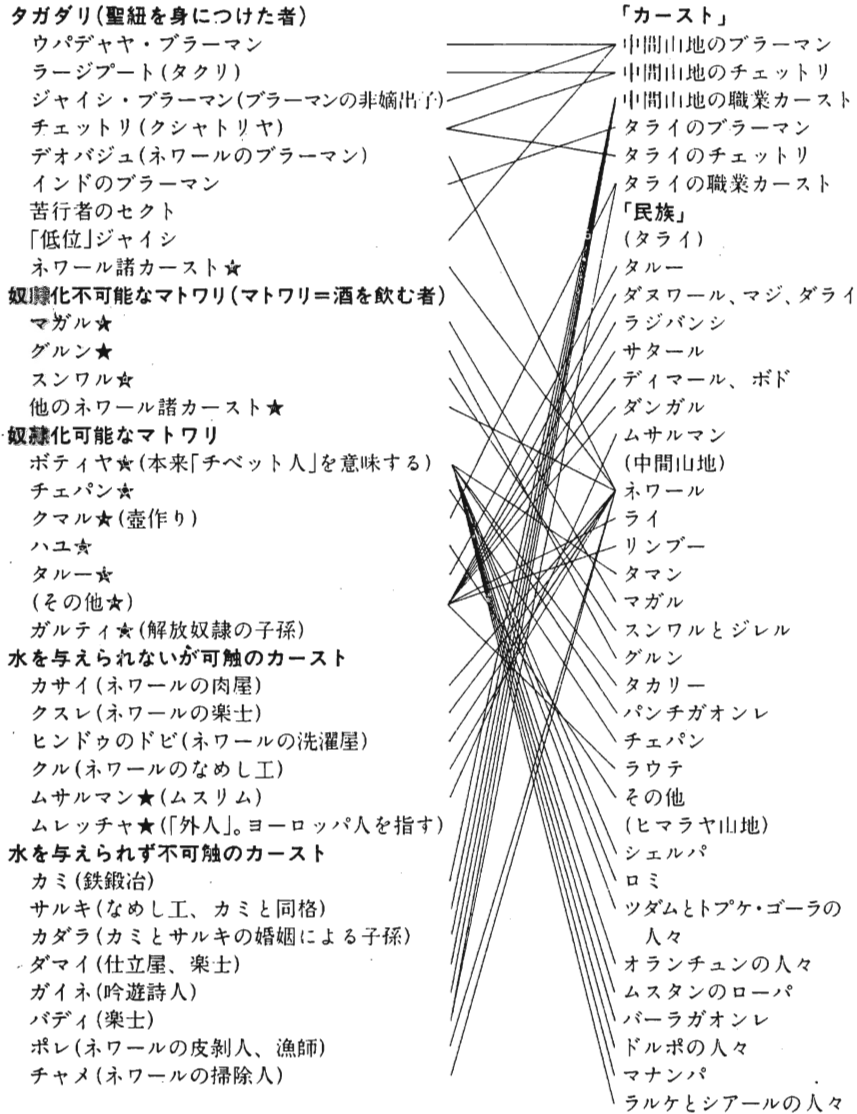 タガダリ(聖紐を身につけた者)
ウパデャヤ・ブラーマン
ラージプート(タクリ)
ジャイシ・ブラーマン(ブラーマンの非嫡出子)
チェットリ(クシャトリヤ)
デオバジュ(ネワールのブラーマン)
インドのブラーマン
苦行者のセクト
「低位」ジャイシ
ネワール諸カースト☆
奴隷化不可能なマトワリ(マトワリ=酒を飲む者)
マガル☆
グルン★
スンワル☆
他のネワール諸カースト★
奴隷化可能なマトワリ
ボティヤ★(本来「チベット人」を意味する)
チェパン★
クマル★(壺作り)
ハユ☆
タルー☆
(その他★)
ガルティ★(解放奴隷の子孫)
水を与えられないが可触のカースト
カサイ(ネワールの肉屋)
クスレ(ネワールの楽士)
ヒンドゥのドビ(ネワールの洗濯屋)
クル(ネワールのなめし工)
ムサルマン★(ムスリム)
ムレッチャ★(「外人」。ヨーロッパ人を指す)
水を与えられず不可触のカースト
カミ(鉄鍛冶)
サルキ(なめし工、カミと同格)
カダラ(カミとサルキの婚姻による子孫)
ダマイ(仕立屋、楽士)
ガイネ(吟遊詩人)
バディ(楽士)
ポレ(ネワールの皮剝人、漁師)
チャメ(ネワールの掃除人)
「カースト」
中間山地のブラーマン
中間山地のチェットリ
中間山地の職業カースト
タライのブラーマン
タライのチェットリ
タライの職業カースト
「民族」
(タライ)
タルー
ダヌワール、マジ、ダライ
ラジバンシ
サタール
ディマール、ボド
ダンガル
ムサルマン
(中間山地)
ネワール
ライ
リンブー
タマン
マガル
スンワルとジレル
グルン
タカリー
パンチガオンレ
チェパン
ラウテ
その他
(ヒマラヤ山地)
シェルパ
ロミ
ツダムとトプケ・ゴーラの
人々
オランチュンの人々
ムスタンのローパ
バーラガオンレ
ドルポの人々
マナンパ
ラルケとシアールの人々